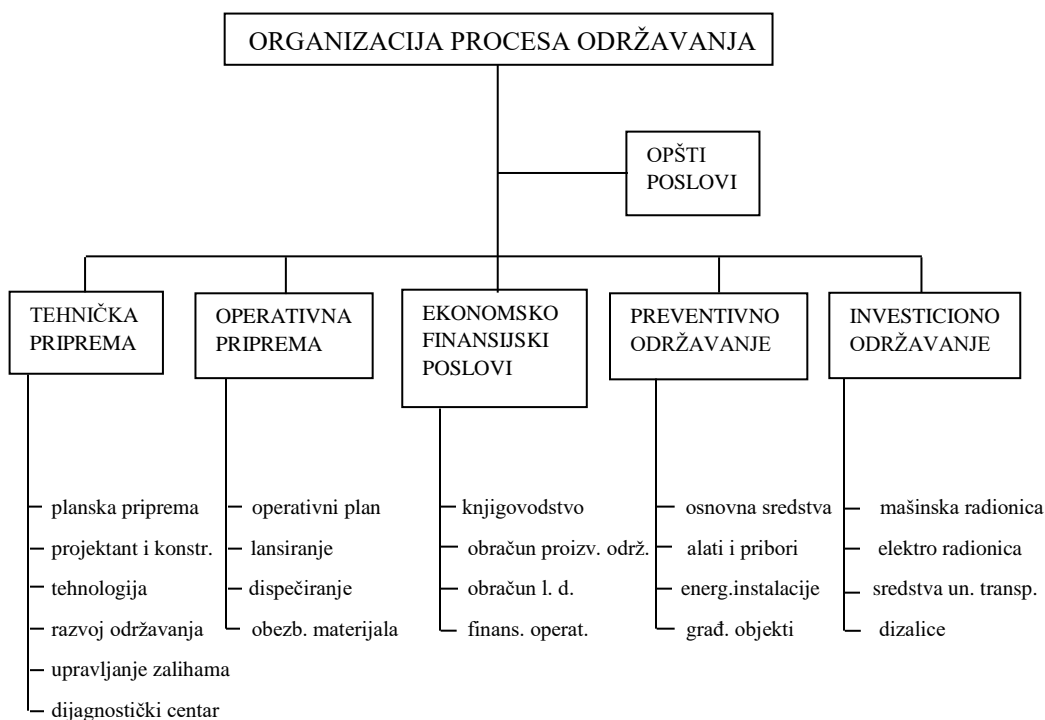 ORGANIZACIJA PROCESA ODRŽAVANJA
OPŠTI
POSLOVI
TEHNIČKA
PRIPREMA
OPERATIVNA
PRIPREMA
EKONOMSKO
FINANSIJSKI
POSLOVI
PREVENTIVNO
ODRŽAVANJE
INVESTICIONO
ODRŽAVANJE
planska priprema
projektant i konstr.
tehnologija
razvoj održavanja
upravljanje zalihama
dijagnostički centar
operativni plan
lansiranje
dispečiranje
obezb. materijala
knjigovodstvo
obračun proizv. održ.
obračun l. d.
finans. operat.
osnovna sredstva
alati i pribori
energ.instalacije
građ. objekti
mašinska radionica
elektro radionica
sredstva un. transp.
dizalice